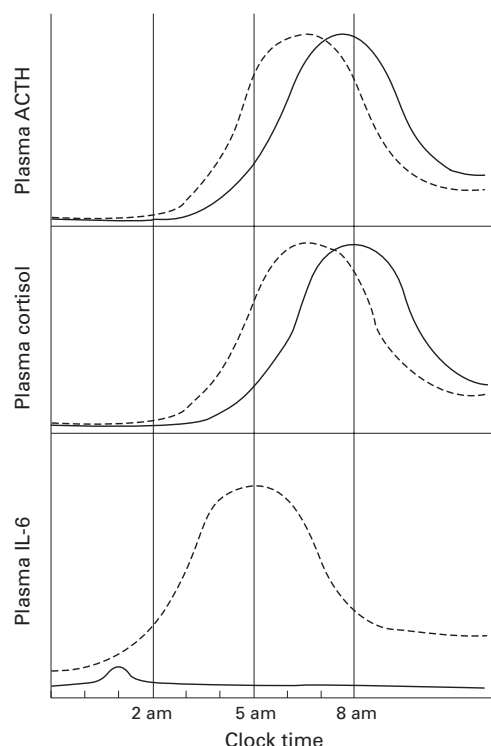 Plasma ACTH
Plasma cortisol
Plasma IL-6
2 am 5 am 8 am
Clock time